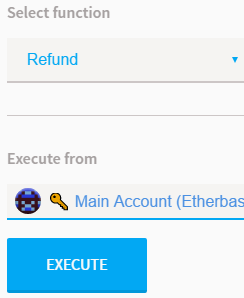 Select function
Refund
Execute from
Main Account (Etherbas
EXECUTE